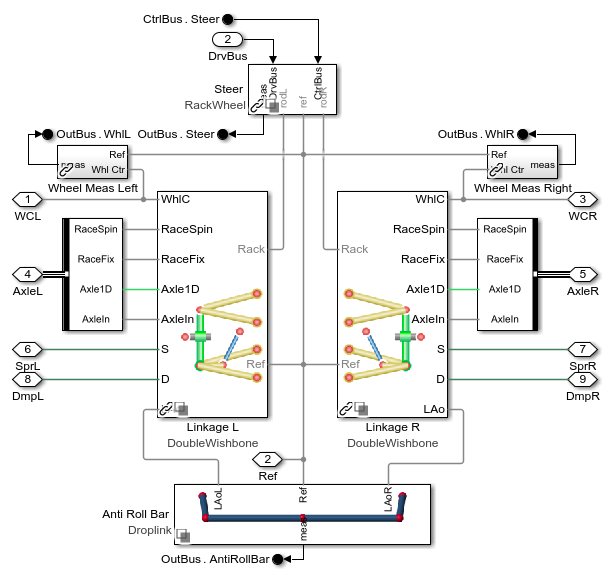 CtrlBus . Steer
2
DrvBus
Steer
RackWheel
meas
DrvBus
CtrlBus
rodL
ref
rodR
OutBus . WhlL
OutBus . Steer
OutBus . WhlR
Ref
meas
Whl Ctr
Wheel Meas Left
Ref
Whl Ctr
meas
Wheel Meas Right
1
WCL
WhlC
WhlC
3
WCR
RaceSpin
RaceSpin
RaceSpin
RaceSpin
Rack
Rack
RaceFix
RaceFix
RaceFix
RaceFix
4
AxleL
Axle1D
Axle1D
Axle1D
Axle1D
5
AxleR
AxleIn
AxleIn
AxleIn
AxleIn
6
SprL
S
S
7
SprR
Ref
Ref
8
DmpL
D
D
9
DmpR
LAo
Linkage L
DoubleWishbone
Linkage R
DoubleWishbone
2
Ref
LAoL
Ref
LAoR
Anti Roll Bar
Droplink
meas
OutBus . AntiRollBar